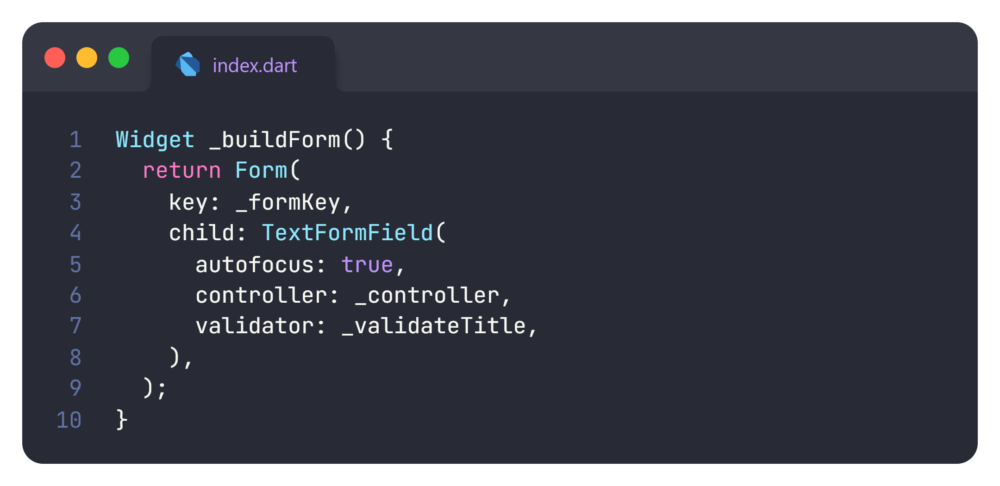 index.dart
1 Widget _buildForm() {
2   return Form(
3     key: _formKey,
4     child: TextFormField(
5       autofocus: true,
6       controller: _controller,
7       validator: _validateTitle,
8     ),
9   );
10 }